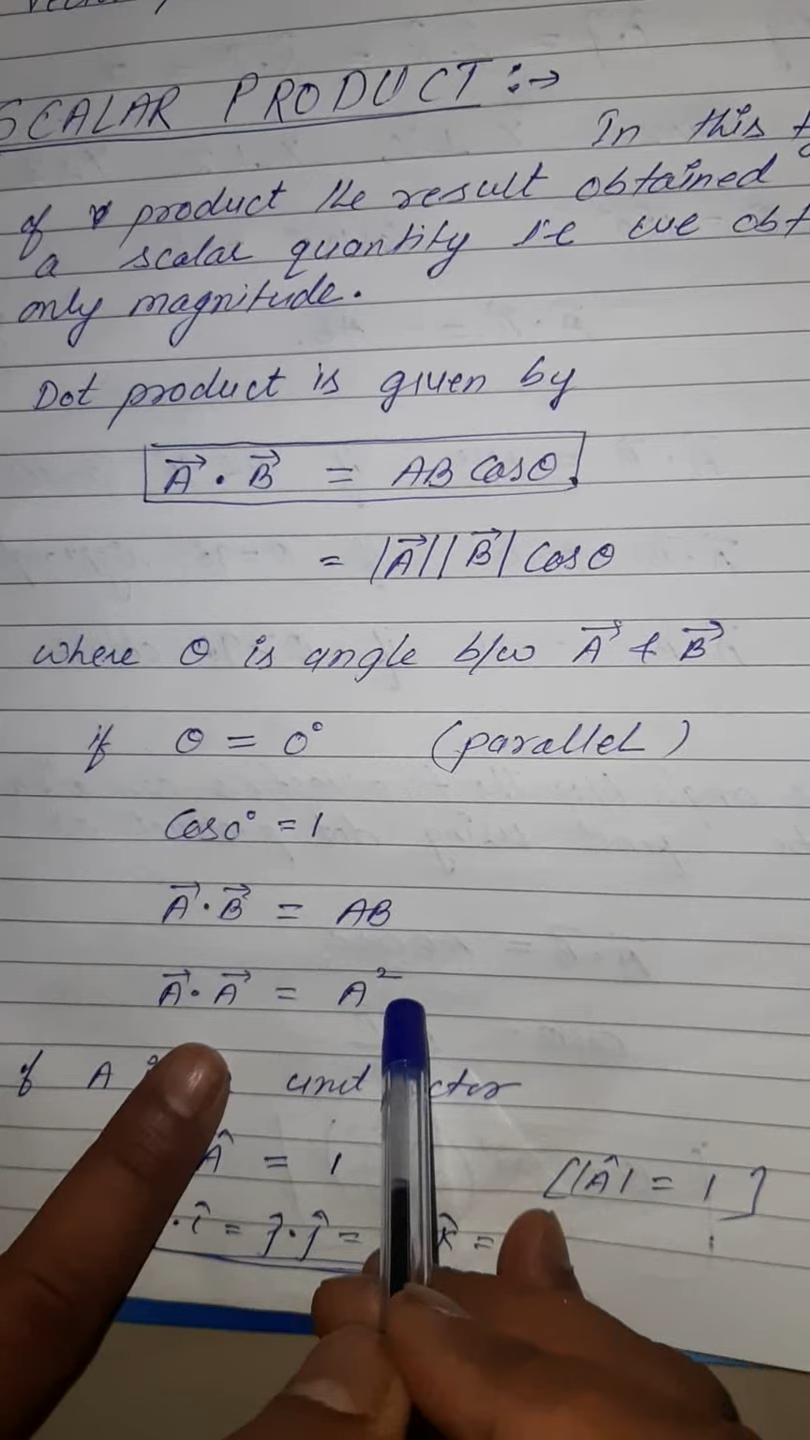 SCALAR PRODUCT :→
In this
of product the result obtained
a scalar quantity i.e we
only magnitude.
Dot product is given by
A⃗ · B⃗ = AB Cosθ
= |A⃗||B⃗| Cosθ
where θ is angle b/w A⃗ & B⃗
if θ = 0° (parallel)
Cos0° = 1
A⃗·B⃗ = AB
A⃗·A⃗ = A²
if A unit
Â = 1 [|Â| = 1]
·î = ĵ·ĵ = k̂ =